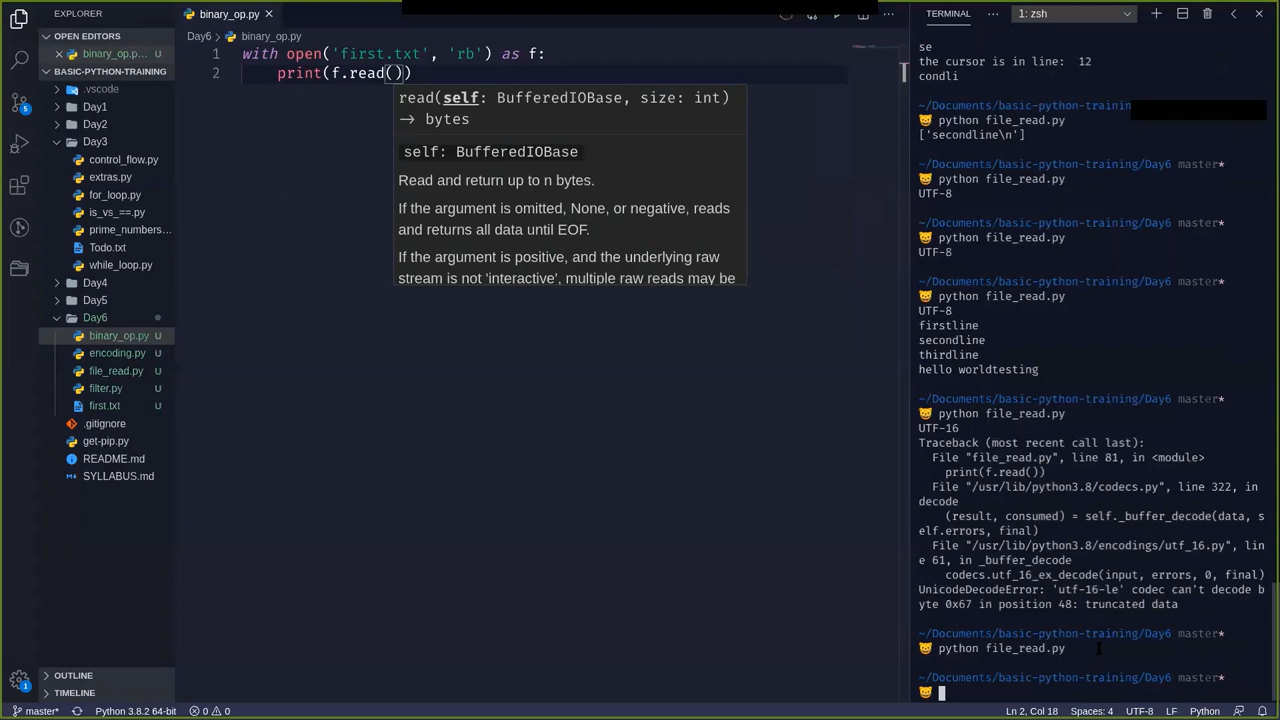 EXPLORER
OPEN EDITORS
binary_op.p... U
BASIC-PYTHON-TRAINING
.vscode
Day1
Day2
Day3
control_flow.py
extras.py
for_loop.py
is_vs_==.py
prime_numbers...
Todo.txt
while_loop.py
Day4
Day5
Day6
binary_op.py U
encoding.py U
file_read.py U
filter.py U
first.txt U
.gitignore
get-pip.py
README.md
SYLLABUS.md
OUTLINE
TIMELINE
binary_op.py
Day6 > binary_op.py
1 with open('first.txt', 'rb') as f:
2 print(f.read())
read(self: BufferedIOBase, size: int)
→ bytes
self: BufferedIOBase
Read and return up to n bytes.
If the argument is omitted, None, or negative, reads
and returns all data until EOF.
If the argument is positive, and the underlying raw
stream is not 'interactive', multiple raw reads may be
TERMINAL ... 1: zsh
se
the cursor is in line:  12
condli
~/Documents/basic-python-trainin
python file_read.py
['secondline\n']
~/Documents/basic-python-training/Day6 master*
python file_read.py
UTF-8
~/Documents/basic-python-training/Day6 master*
python file_read.py
UTF-8
~/Documents/basic-python-training/Day6 master*
python file_read.py
UTF-8
firstline
secondline
thirdline
hello worldtesting
~/Documents/basic-python-training/Day6 master*
python file_read.py
UTF-16
Traceback (most recent call last):
File "file_read.py", line 81, in <module>
print(f.read())
File "/usr/lib/python3.8/codecs.py", line 322, in
decode
(result, consumed) = self._buffer_decode(data, s
elf.errors, final)
File "/usr/lib/python3.8/encodings/utf_16.py", lin
e 61, in _buffer_decode
codecs.utf_16_ex_decode(input, errors, 0, final)
UnicodeDecodeError: 'utf-16-le' codec can't decode b
yte 0x67 in position 48: truncated data
~/Documents/basic-python-training/Day6 master*
python file_read.py
~/Documents/basic-python-training/Day6 master*
5
1
master* Python 3.8.2 64-bit 0 0 Ln 2, Col 18 Spaces: 4 UTF-8 LF Python